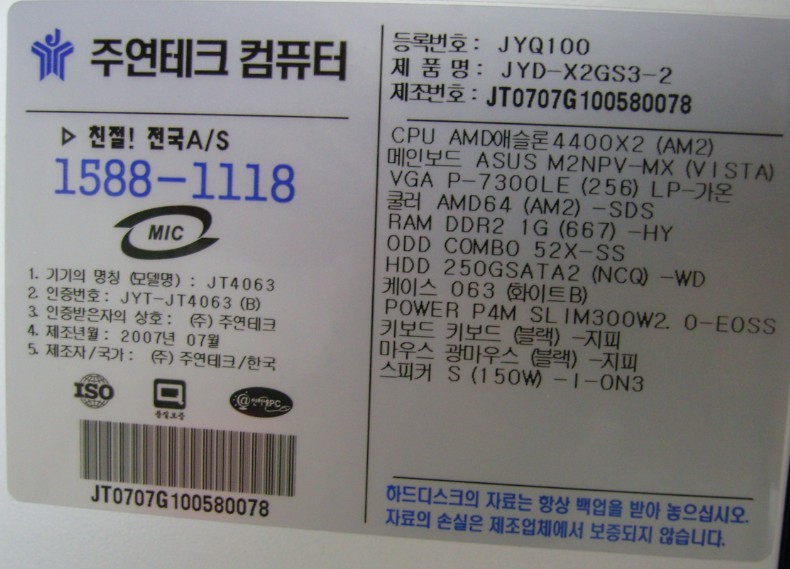 주연테크 컴퓨터
▷ 친절! 전국A/S
1588-1118
MIC
1. 기기의 명칭 (모델명) : JT4063
2. 인증번호: JYT-JT4063 (B)
3. 인증받은자의 상호: (주) 주연테크
4. 제조년월: 2007년 07월
5. 제조자/국가: (주) 주연테크/한국
ISO
Q
품질보증
@ PC
JT0707G100580078
등록번호: JYQ100
제 품 명: JYD-X2GS3-2
제조번호: JT0707G100580078
CPU AMD애슬론4400X2 (AM2)
메인보드 ASUS M2NPV-MX (VISTA)
VGA P-7300LE (256) LP-가온
쿨러 AMD64 (AM2) -SDS
RAM DDR2 1G (667) -HY
ODD COMBO 52X-SS
HDD 250GSATA2 (NCQ) -WD
케이스 063 (화이트B)
POWER P4M SLIM300W2. 0-EOSS
키보드 키보드 (블랙) -지피
마우스 광마우스 (블랙) -지피
스피커 S (150W) -I-ON3
하드디스크의 자료는 항상 백업을 받아 놓으십시오.
자료의 손실은 제조업체에서 보증되지 않습니다.